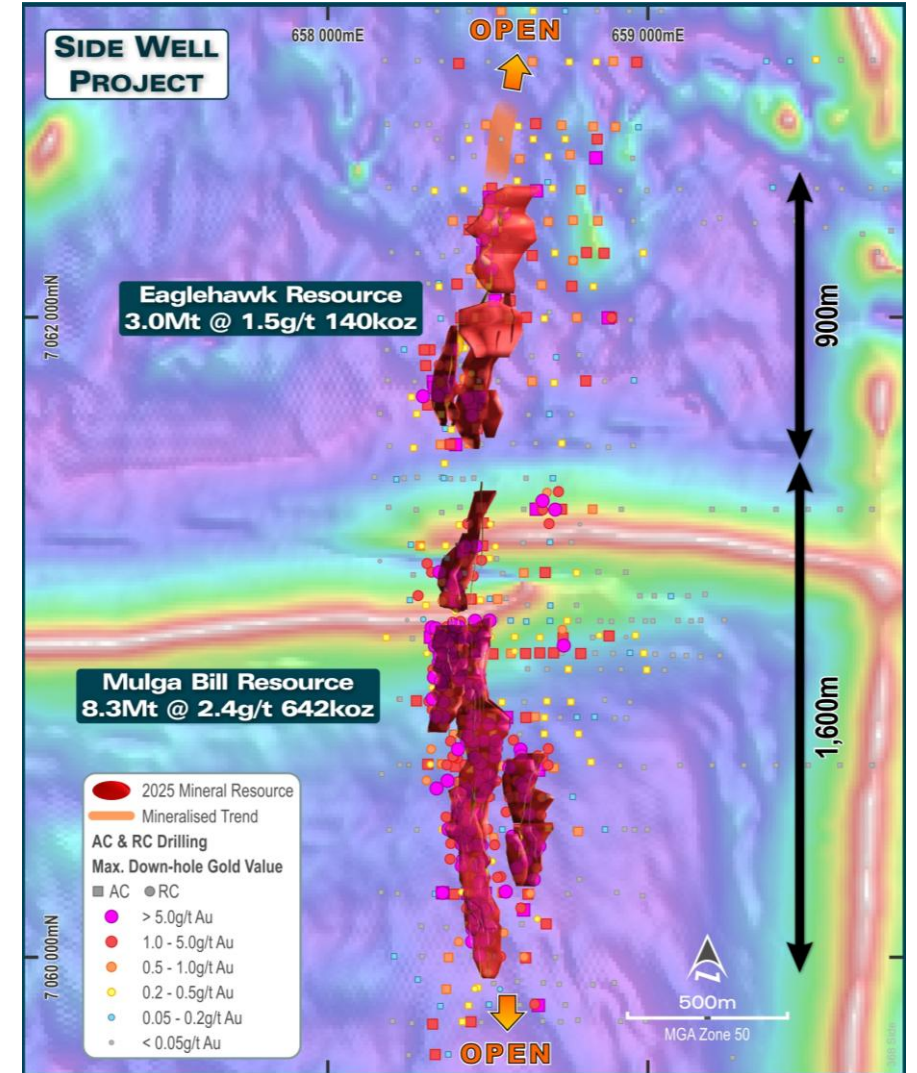 SIDE WELL
PROJECT
658 000mE
OPEN
659 000mE
Eaglehawk Resource
3.0Mt @ 1.5g/t 140koz
7 062 000mN
900m
Mulga Bill Resource
8.3Mt @ 2.4g/t 642koz
1,600m
2025 Mineral Resource
Mineralised Trend
AC & RC Drilling
Max. Down-hole Gold Value
AC RC
> 5.0g/t Au
1.0 - 5.0g/t Au
0.5 - 1.0g/t Au
0.2 - 0.5g/t Au
0.05 - 0.2g/t Au
< 0.05g/t Au
7 060 000mN
500m
MGA Zone 50
OPEN